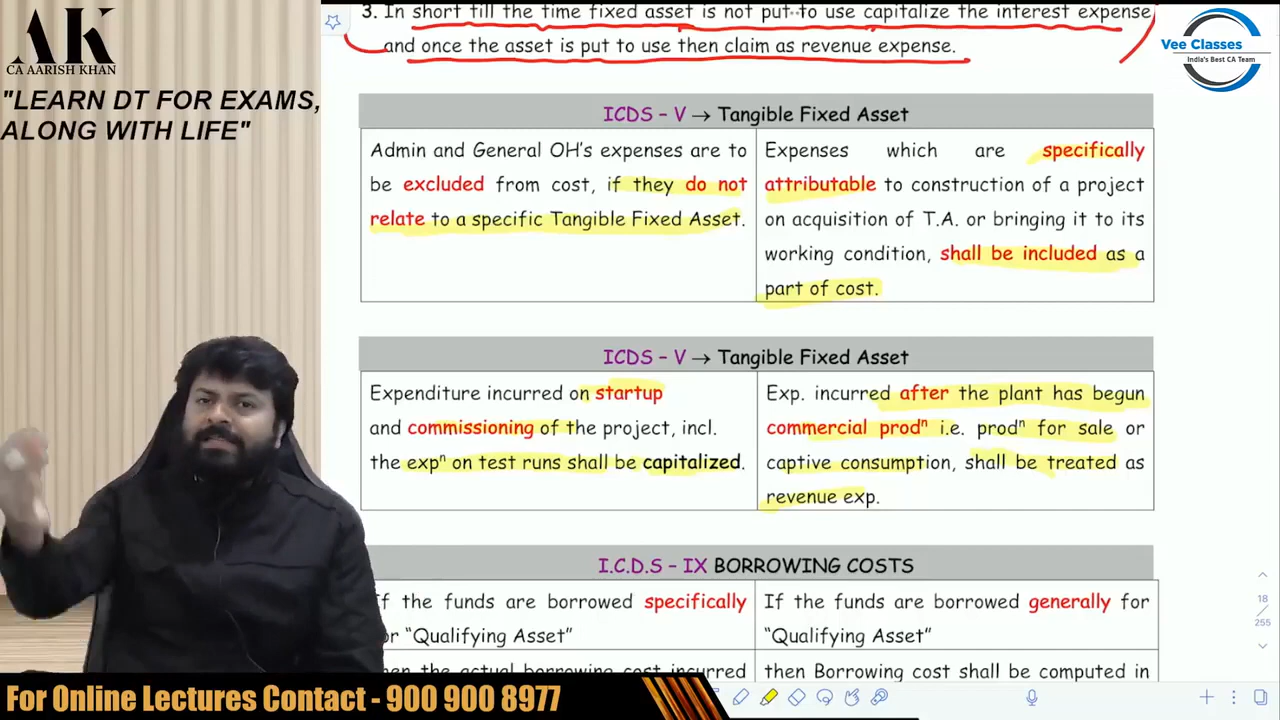 AK
CA AARISH KHAN
"LEARN DT FOR EXAMS,
ALONG WITH LIFE"
Vee Classes
India's Best CA Team
3. In short till the time fixed asset is not put to use capitalize the interest expense
and once the asset is put to use then claim as revenue expense.
ICDS – V → Tangible Fixed Asset
Admin and General OH's expenses are to
be excluded from cost, if they do not
relate to a specific Tangible Fixed Asset.
Expenses which are specifically
attributable to construction of a project
on acquisition of T.A. or bringing it to its
working condition, shall be included as a
part of cost.
ICDS – V → Tangible Fixed Asset
Expenditure incurred on startup
and commissioning of the project, incl.
the expⁿ on test runs shall be capitalized.
Exp. incurred after the plant has begun
commercial prodⁿ i.e. prodⁿ for sale or
captive consumption, shall be treated as
revenue exp.
I.C.D.S – IX BORROWING COSTS
If the funds are borrowed specifically
"Qualifying Asset"
the actual borrowing cost incurred
If the funds are borrowed generally for
"Qualifying Asset"
then Borrowing cost shall be computed in
18
255
For Online Lectures Contact - 900 900 8977